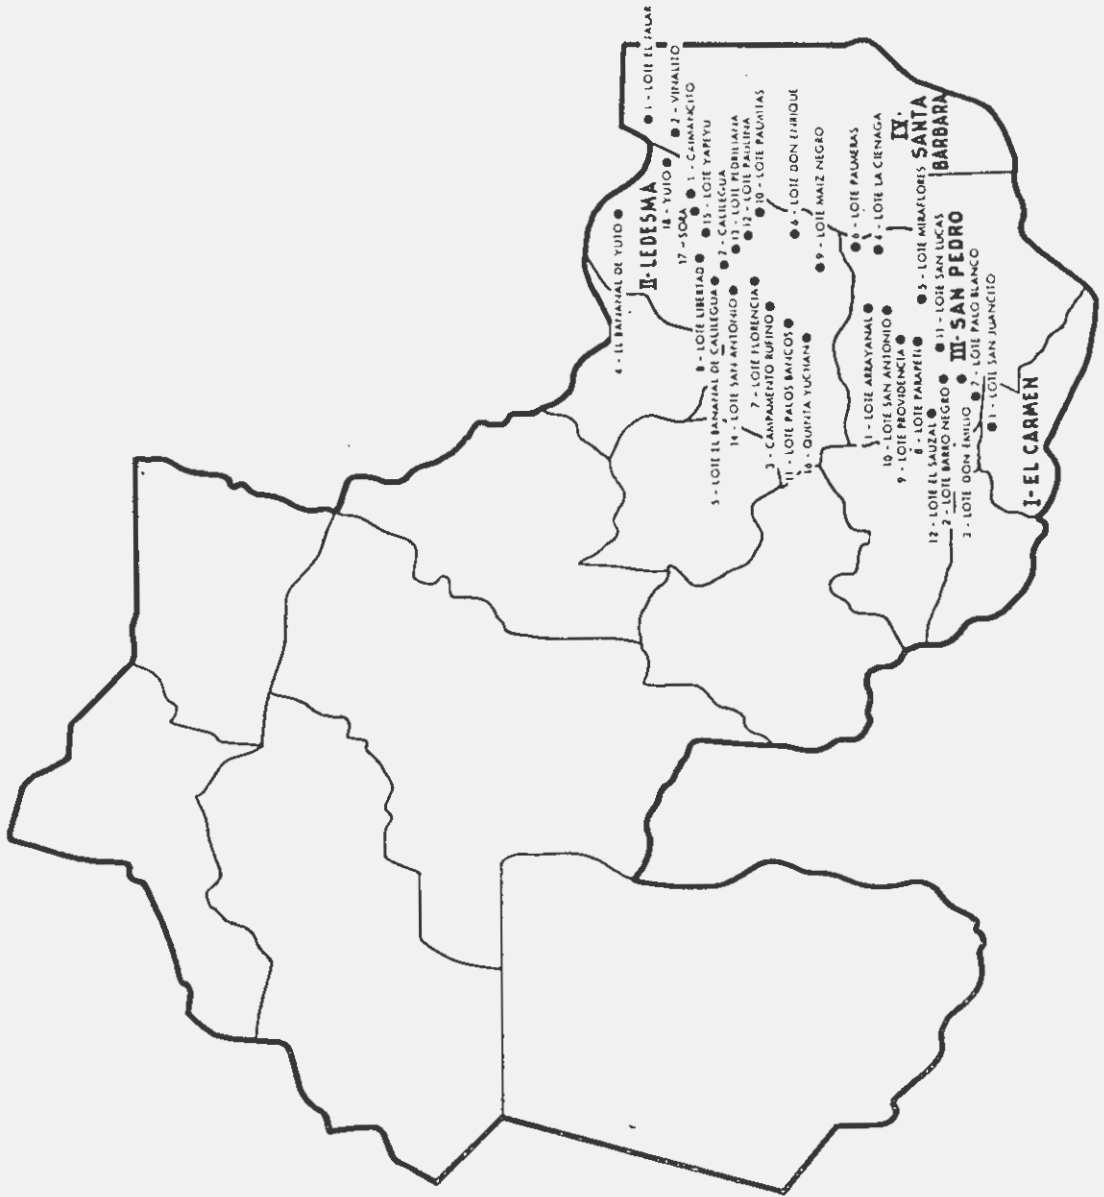 4 - EL BANANAL DE YUTO
1 - LOTE EL TALAR
II- LEDESMA
18 - YUTO
2 - VINALITO
17 - SORA
1 - CAIMANCITO
8 - LOTE LIBERTAD
15 - LOTE YAPEYU
5 - LOTE EL BANANAL DE CALILEGUA
2 - CALILEGUA
14 - LOTE SAN ANTONIO
13 - LOTE PEDRILIANA
12 - LOTE PAULINA
7 - LOTE FLORENCIA
10 - LOTE PALMITAS
3 - CAMPAMENTO RUFINO
11 - LOTE PALOS BANCOS
6 - LOTE DON ENRIQUE
16 - QUINTA YUCHAN
9 - LOTE MAIZ NEGRO
6 - LOTE PALMERAS
1 - LOTE ARRAYANAL
4 - LOTE LA CIENAGA
10 - LOTE SAN ANTONIO
9 - LOTE PROVIDENCIA
IV-
SANTA
BARBARA
8 - LOTE PARAPETI
5 - LOTE MIRAFLORES
12 - LOTE EL SAUZAL
11 - LOTE SAN LUCAS
2 - LOTE BARRO NEGRO
III- SAN PEDRO
3 - LOTE DON EMILIO
7 - LOTE PALO BLANCO
1 - LOTE SAN JUANCITO
I- EL CARMEN